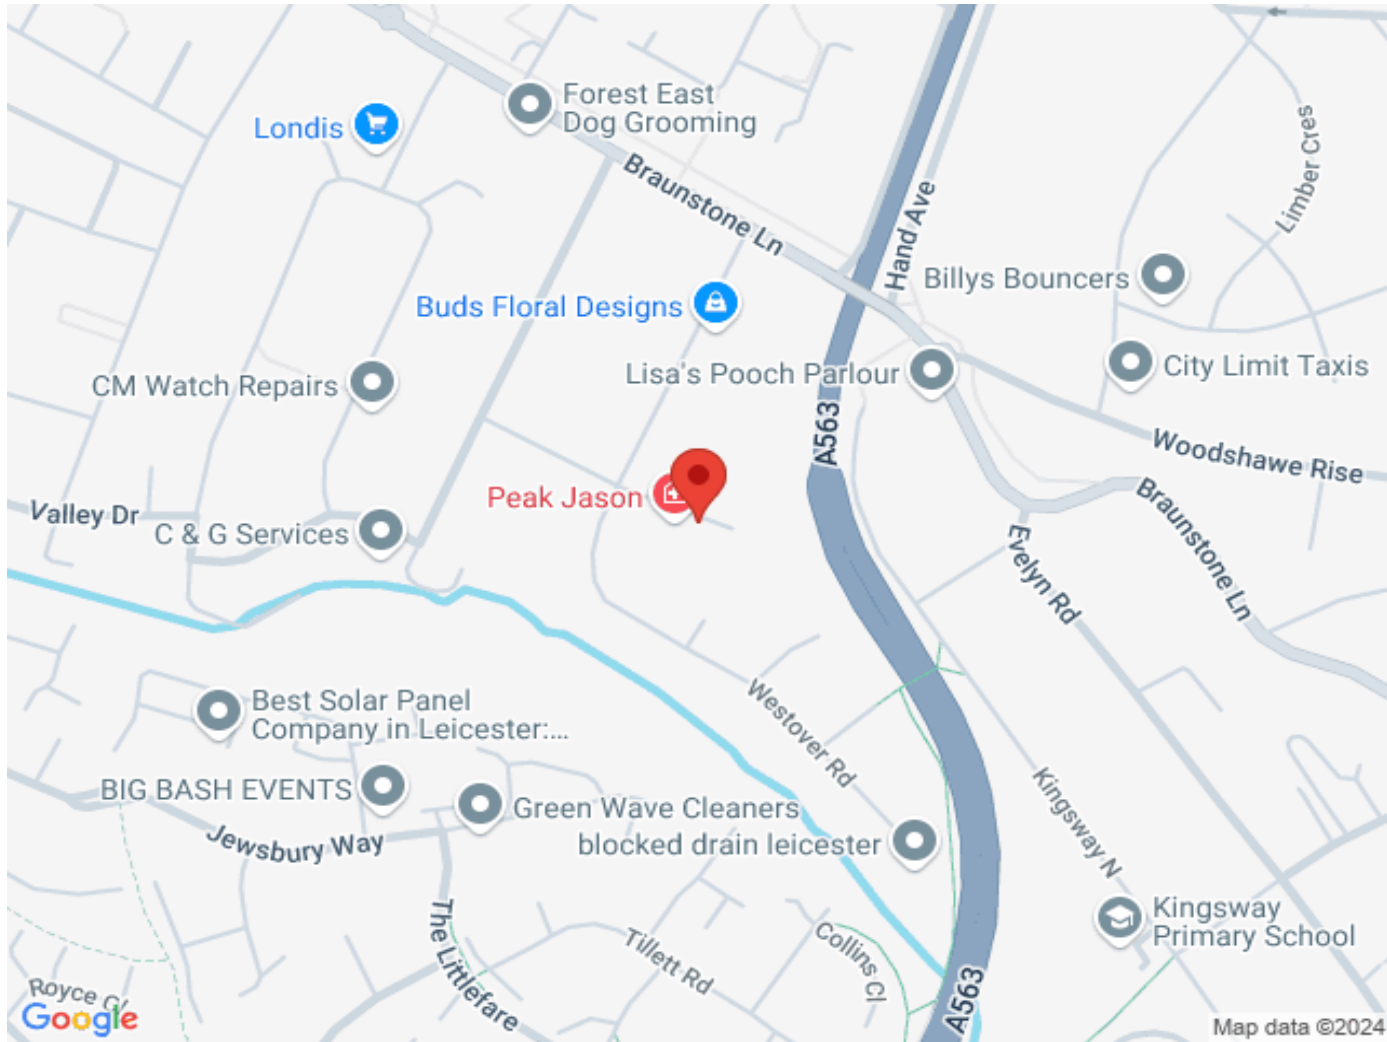 Forest East
Dog Grooming
Londis
Braunstone Ln
Hand Ave
Limber Cres
Billys Bouncers
Buds Floral Designs
Lisa's Pooch Parlour
City Limit Taxis
CM Watch Repairs
A563
Woodshawe Rise
Peak Jason
Valley Dr
C & G Services
Braunstone Ln
Evelyn Rd
Best Solar Panel
Company in Leicester:...
Westover Rd
BIG BASH EVENTS
Green Wave Cleaners
Jewsbury Way
blocked drain leicester
Kingsway N
The Littlefare
Tillett Rd
Collins Cl
Kingsway
Primary School
A563
Royce Cl
Google
Map data ©2024